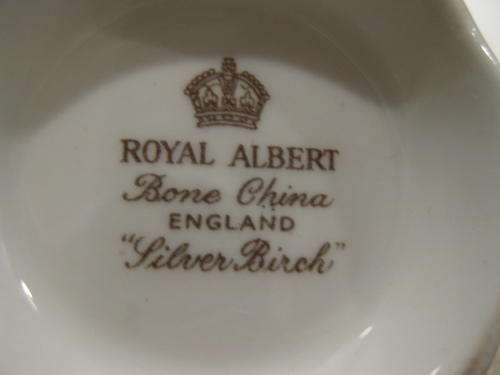 ROYAL ALBERT
Bone China
ENGLAND
"Silver Birch"